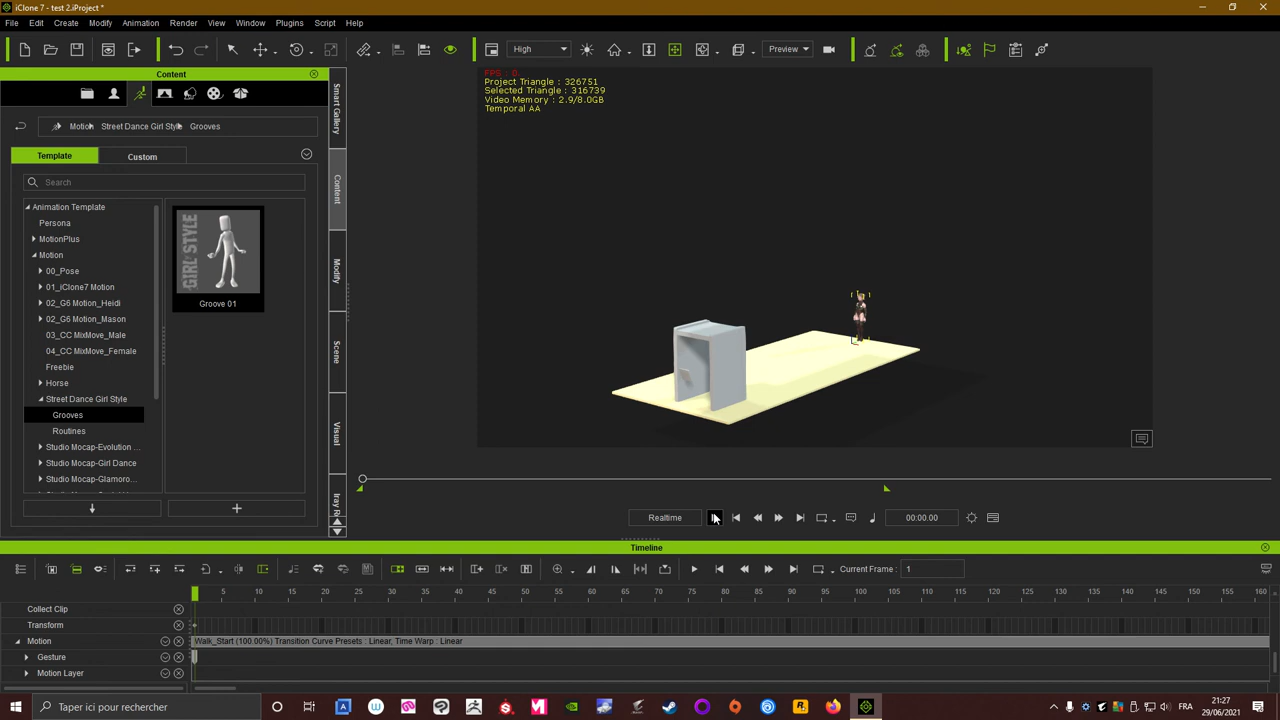 iClone 7 - test 2.iProject *
File Edit Create Modify Animation Render Window Plugins Script Help
High
Preview
Content
Motion Street Dance Girl Style Grooves
Template Custom
Search
Animation Template
Persona
MotionPlus
Motion
00_Pose
01_iClone7 Motion
02_G6 Motion_Heidi
02_G6 Motion_Mason
03_CC MixMove_Male
04_CC MixMove_Female
Freebie
Horse
Street Dance Girl Style
Grooves
Routines
Studio Mocap-Evolution ...
Studio Mocap-Girl Dance
Studio Mocap-Glamoro...
GIRL STYLE
Groove 01
Smart Gallery
Content
Modify
Scene
Visual
FPS : 0
Project Triangle : 326751
Selected Triangle : 316739
Video Memory : 2.9/8.0GB
Temporal AA
Realtime
00:00.00
Timeline
Current Frame : 1
5 10 15 20 25 30 35 40 45 50 55 60 65 70 75 80 85 90 95 100 105 110 115 120 125 130 135 140 145 150 155 160 162
Collect Clip
Transform
Motion
Walk_Start (100.00%) Transition Curve Presets : Linear, Time Warp : Linear
Gesture
Motion Layer
Taper ici pour rechercher
FRA
21:27
29/06/2021